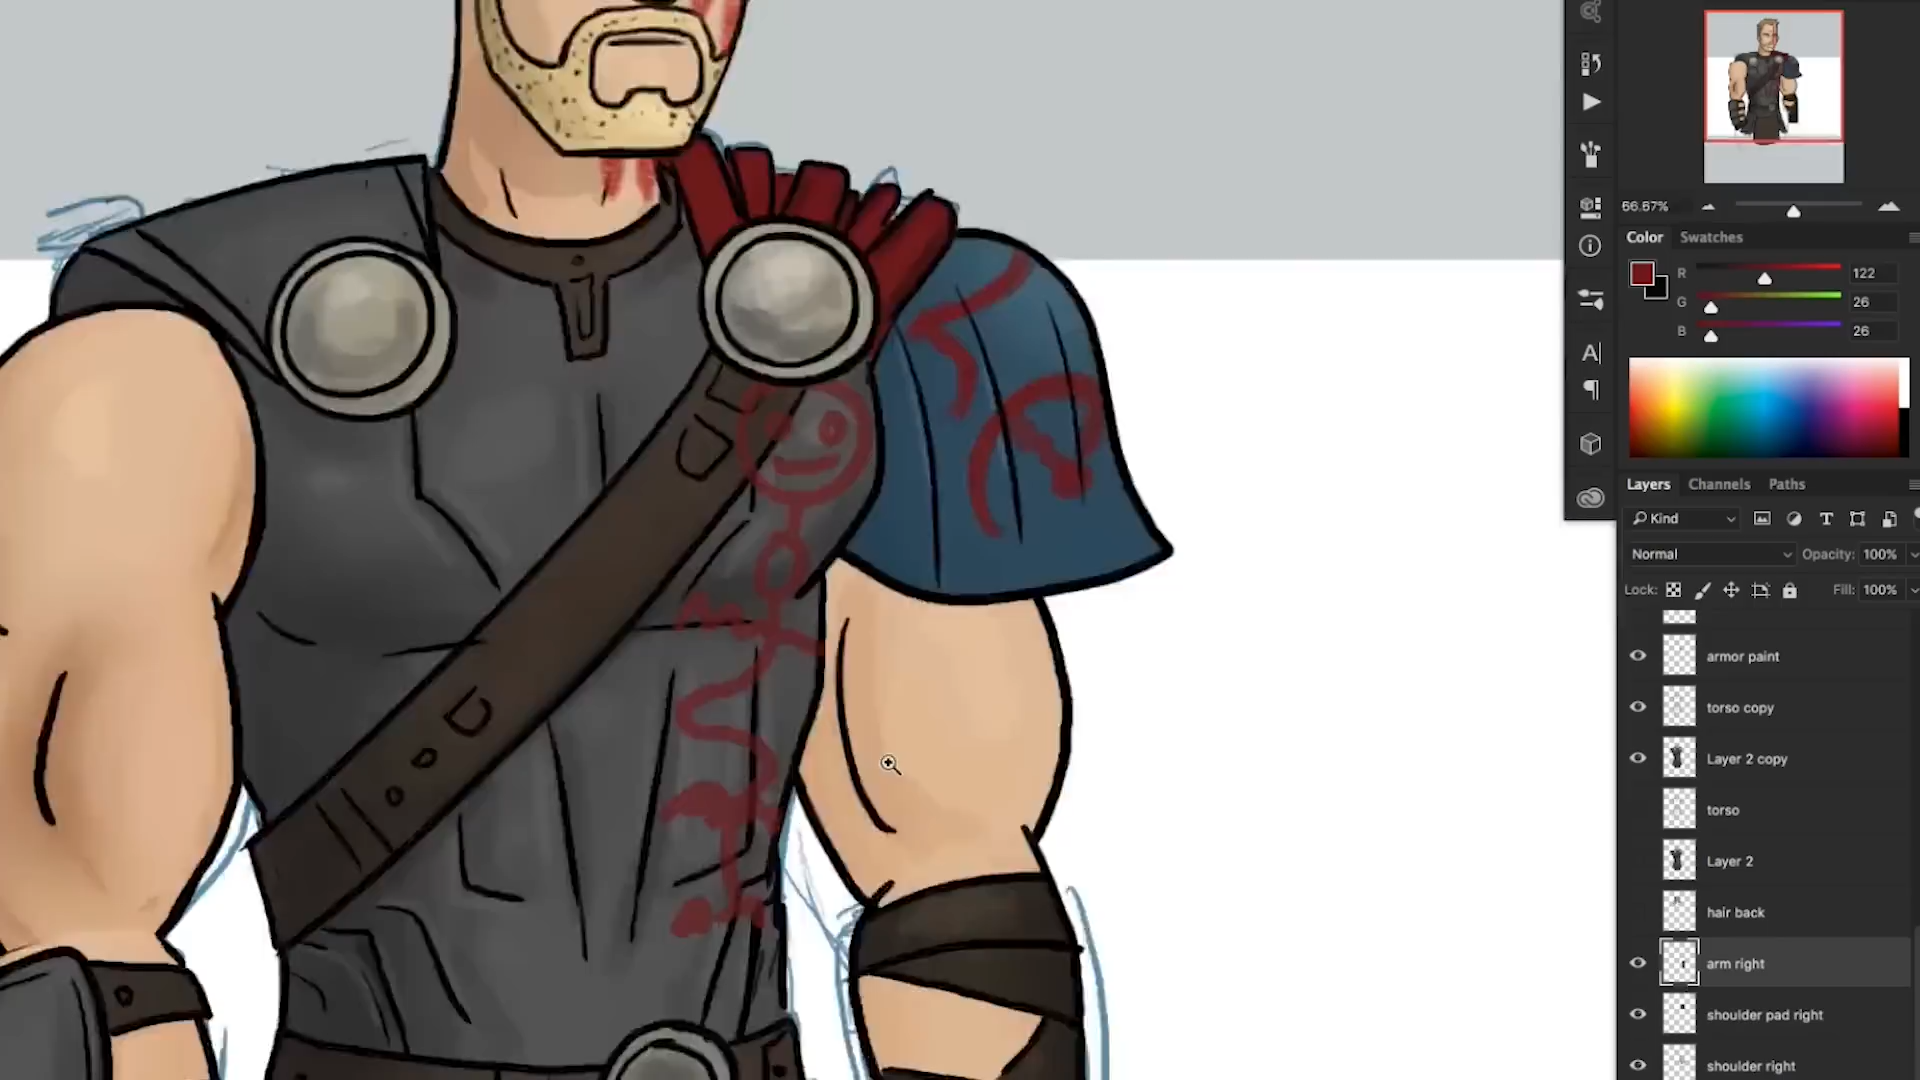 66.67%
Color Swatches
R 122
G 26
B 26
Layers Channels Paths
Kind
Normal Opacity: 100%
Lock: Fill: 100%
armor paint
torso copy
Layer 2 copy
torso
Layer 2
hair back
arm right
shoulder pad right
shoulder right